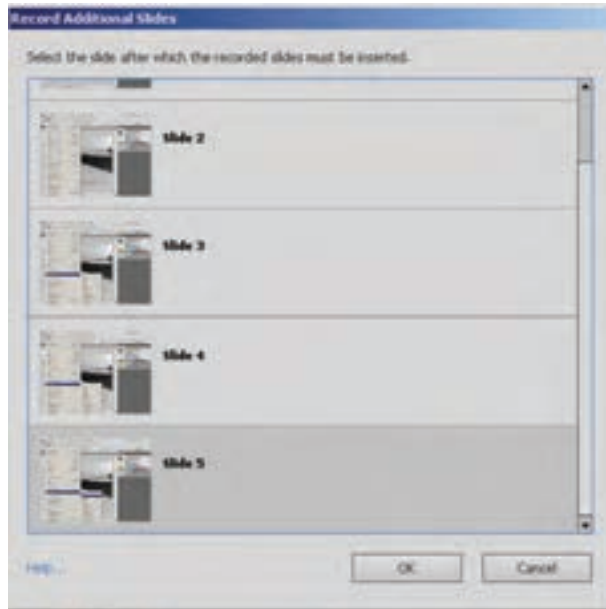 Record Additional Slides
Select the slide after which the recorded slides must be inserted.
Slide 2
Slide 3
Slide 4
Slide 5
Help...
OK
Cancel